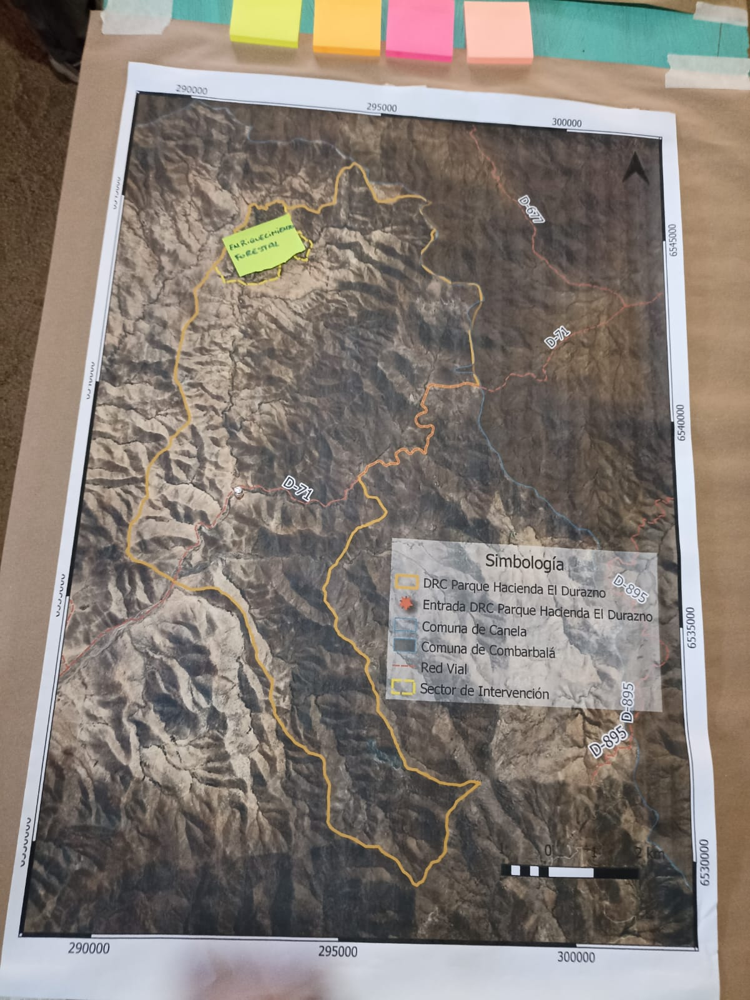 290000
295000
300000
D-677
6545000
ENRIQUECIMIENTO
FORESTAL
D-71
6540000
D-71
Simbología
DRC Parque Hacienda El Durazno
Entrada DRC Parque Hacienda El Durazno
Comuna de Canela
Comuna de Combarbalá
Red Vial
Sector de Intervención
D-895
6535000
D-895
D-895
1 0 1 2 km
6530000
290000
295000
300000